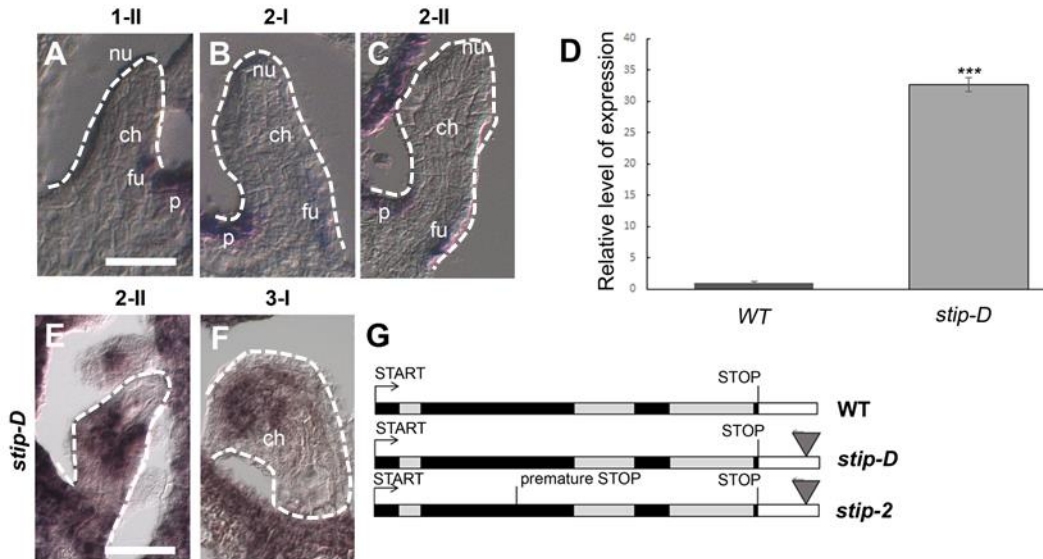 1-II
2-I
2-II
A
nu
ch
fu
p
B
nu
ch
fu
p
C
nu
ch
fu
p
D
Relative level of expression
40
35
30
25
20
15
10
5
0
***
WT
stip-D
2-II
3-I
stip-D
E
F
ch
G
START
STOP
WT
START
STOP
stip-D
START
premature STOP
STOP
stip-2